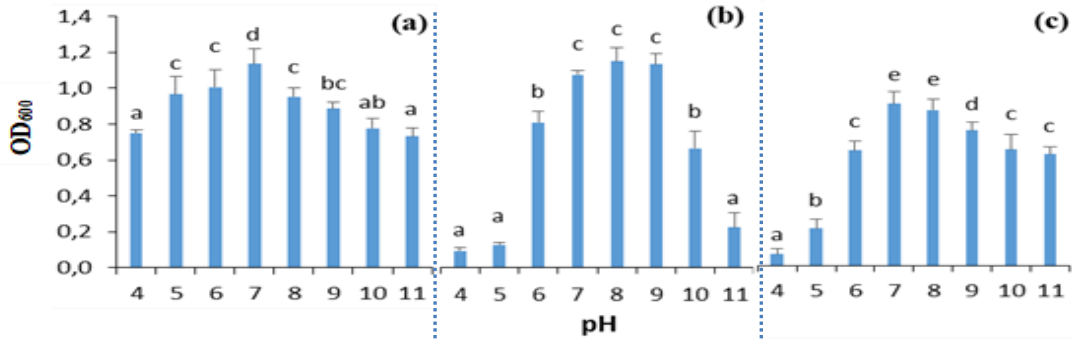 1,4
1,2
1,0
0,8
0,6
0,4
0,2
0,0
OD600
(a)
a c c d c bc ab a
4 5 6 7 8 9 10 11
(b)
a a b c c c b a
4 5 6 7 8 9 10 11
(c)
a b c e e d c c
4 5 6 7 8 9 10 11
pH